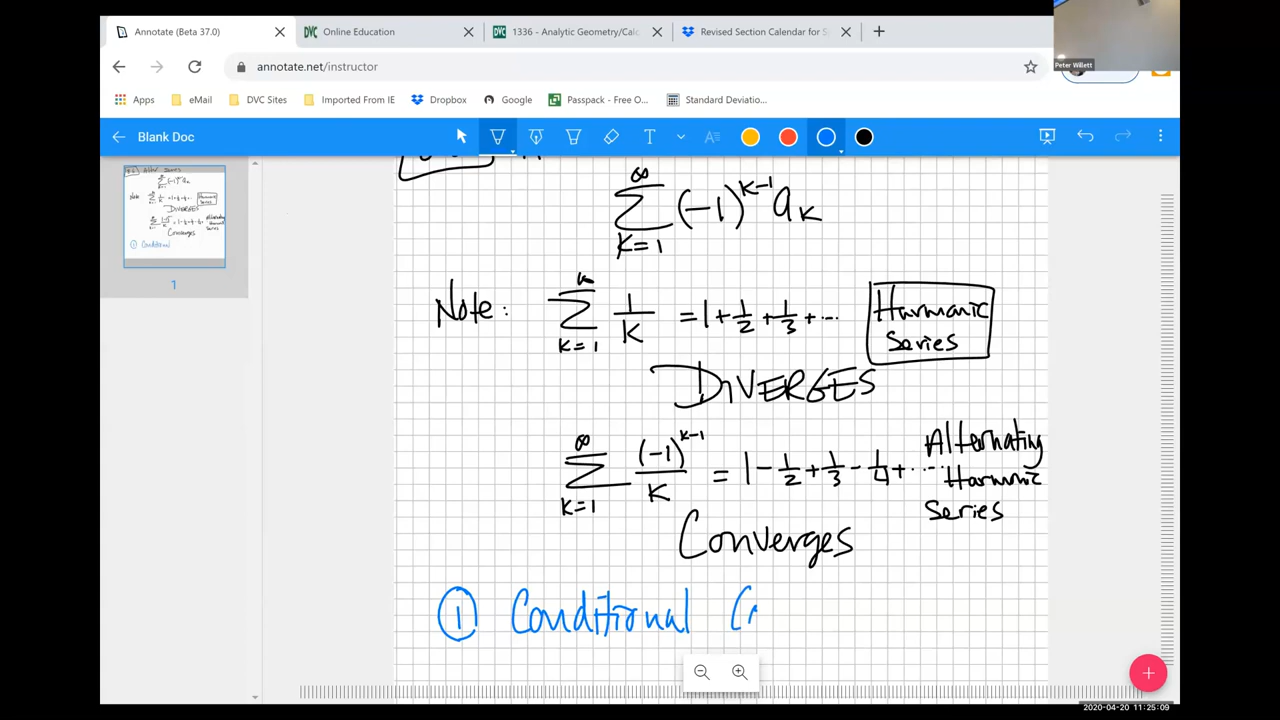 Annotate (Beta 37.0)
Online Education
1336 - Analytic Geometry/Calc
Revised Section Calendar for S
annotate.net/instructor
Peter Willett
Apps
eMail
DVC Sites
Imported From IE
Dropbox
Google
Passpack - Free O...
Standard Deviatio...
Blank Doc
∞
∑ (-1)^{k-1} a_k
k=1
Note: ∑_{k=1}^{k} 1/k = 1 + 1/2 + 1/3 + ...
Harmonic
Series
DIVERGES
∑_{k=1}^{∞} (-1)^{k-1}/k = 1 - 1/2 + 1/3 - 1/4 + ....
Alternating
Harmonic
Series
Converges
① Conditional
1
2020-04-20 11:25:09